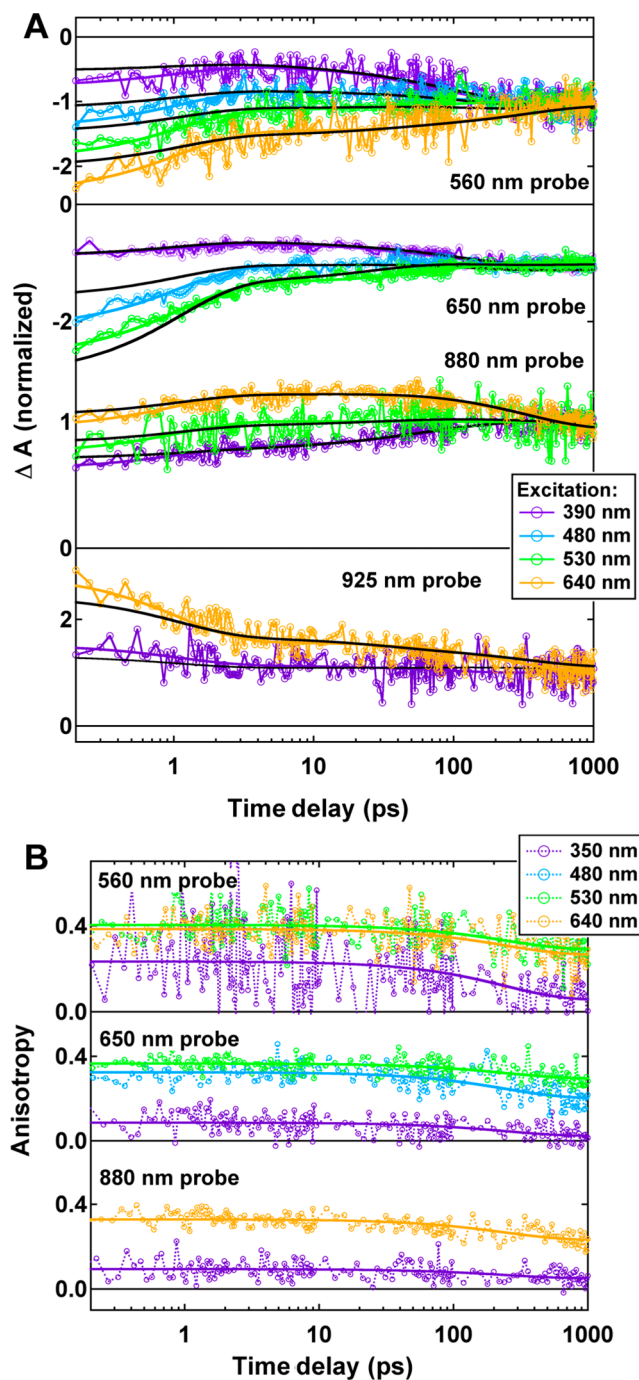 A
0
-1
-2
560 nm probe
0
-2
650 nm probe
880 nm probe
1
0
Δ A (normalized)
Excitation:
390 nm
480 nm
530 nm
640 nm
925 nm probe
2
0
1
10
100
1000
Time delay (ps)
B
350 nm
480 nm
530 nm
640 nm
560 nm probe
0.4
0.0
650 nm probe
0.4
0.0
880 nm probe
0.4
0.0
Anisotropy
1
10
100
1000
Time delay (ps)